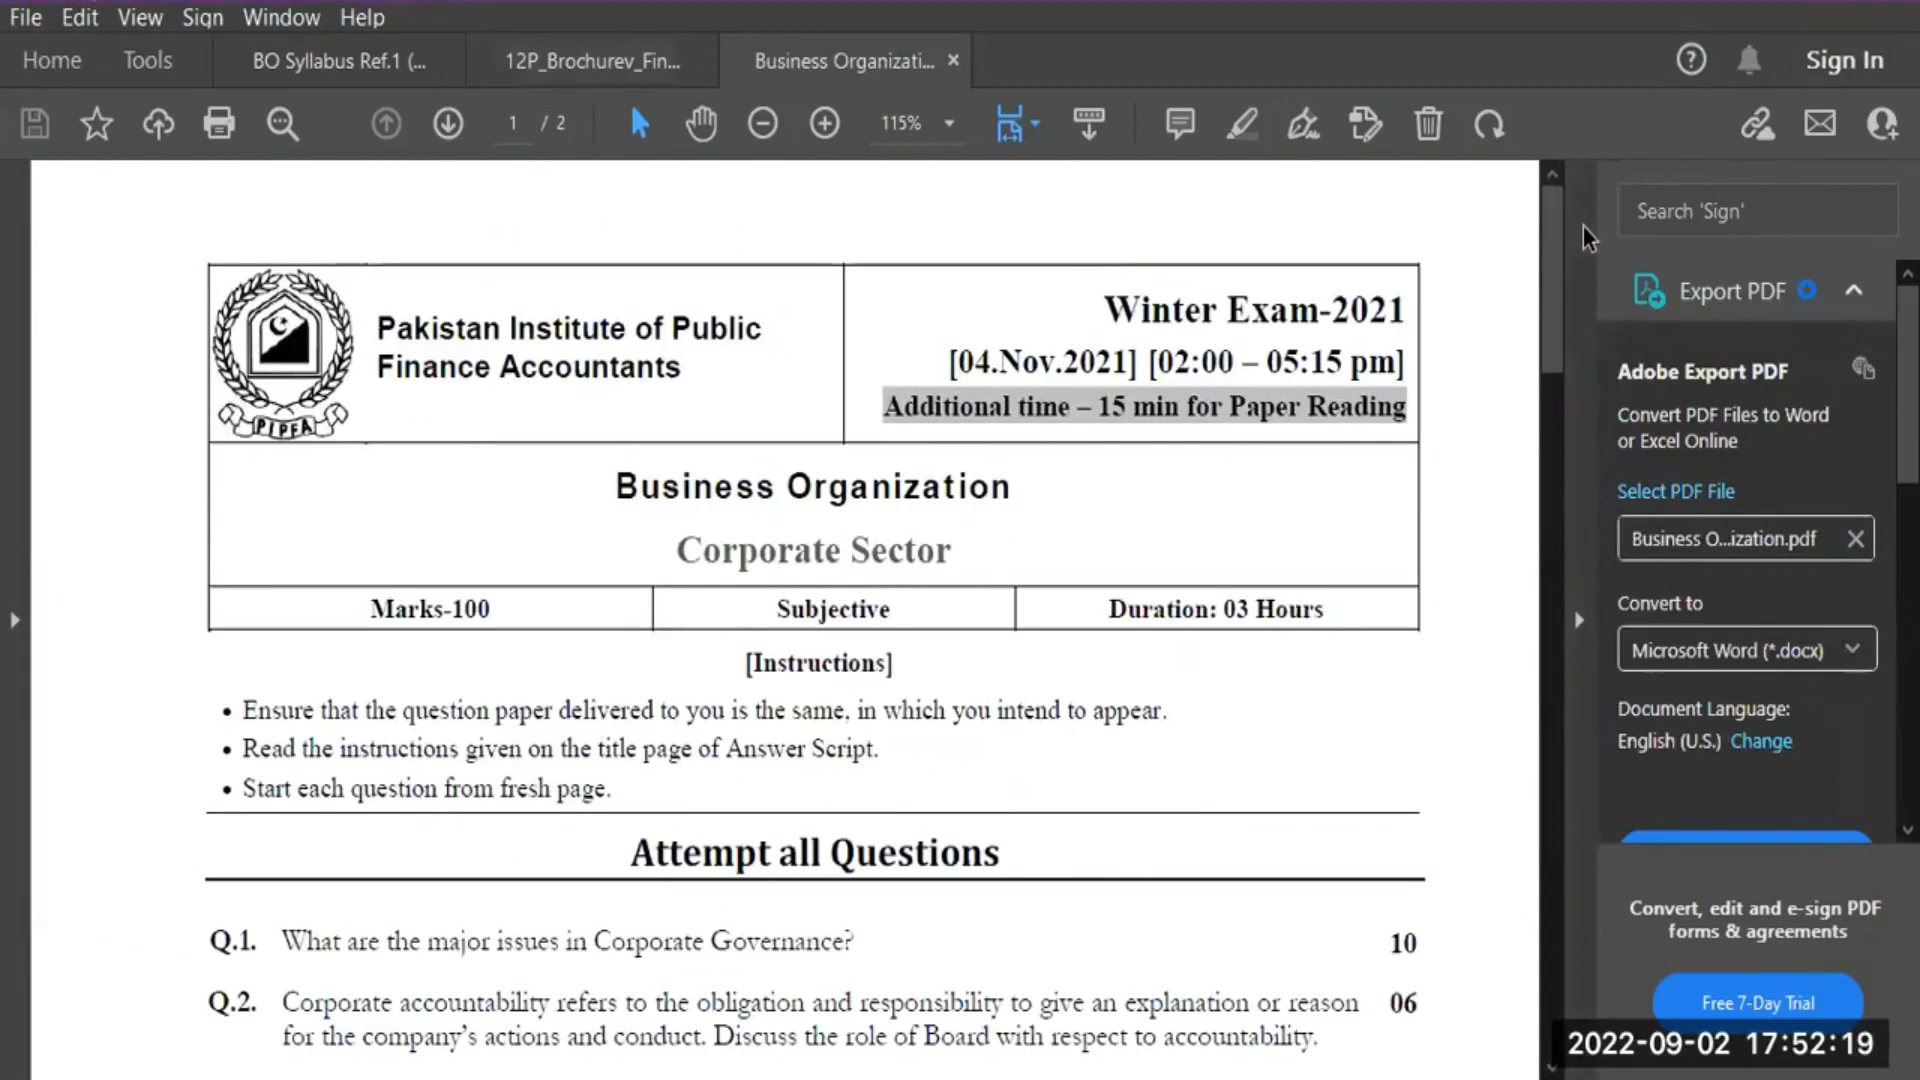 File Edit View Sign Window Help
Home Tools BO Syllabus Ref.1 (... 12P_Brochurev_Fin... Business Organizati... Sign In
1 / 2 115%
Search 'Sign'
Export PDF
Adobe Export PDF
Convert PDF Files to Word
or Excel Online
Select PDF File
Business O...ization.pdf
Convert to
Microsoft Word (*.docx)
Document Language:
English (U.S.) Change
Convert, edit and e-sign PDF
forms & agreements
Free 7-Day Trial
2022-09-02 17:52:19
PIPFA
Pakistan Institute of Public
Finance Accountants
Winter Exam-2021
[04.Nov.2021] [02:00 – 05:15 pm]
Additional time – 15 min for Paper Reading
Business Organization
Corporate Sector
Marks-100 Subjective Duration: 03 Hours
[Instructions]
• Ensure that the question paper delivered to you is the same, in which you intend to appear.
• Read the instructions given on the title page of Answer Script.
• Start each question from fresh page.
Attempt all Questions
Q.1. What are the major issues in Corporate Governance? 10
Q.2. Corporate accountability refers to the obligation and responsibility to give an explanation or reason 06
for the company's actions and conduct. Discuss the role of Board with respect to accountability.